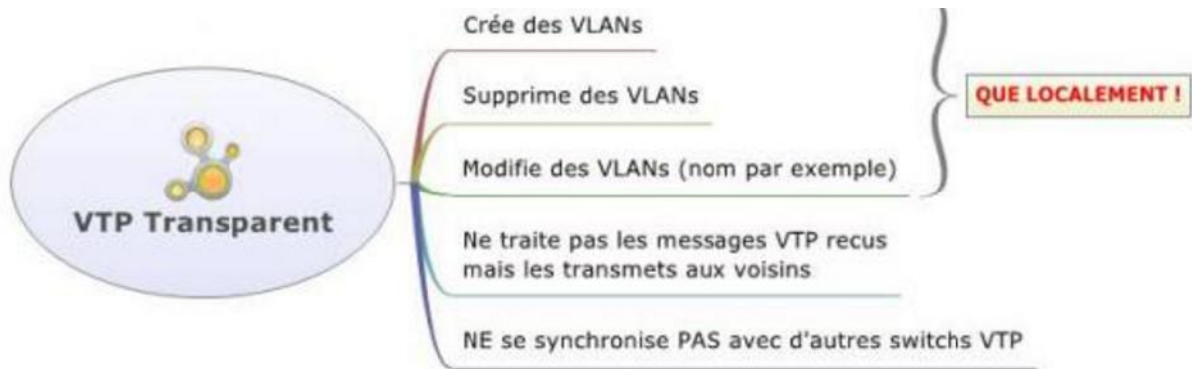 Crée des VLANs
Supprime des VLANs
QUE LOCALEMENT !
Modifie des VLANs (nom par exemple)
VTP Transparent
Ne traite pas les messages VTP recus
mais les transmets aux voisins
NE se synchronise PAS avec d'autres switchs VTP